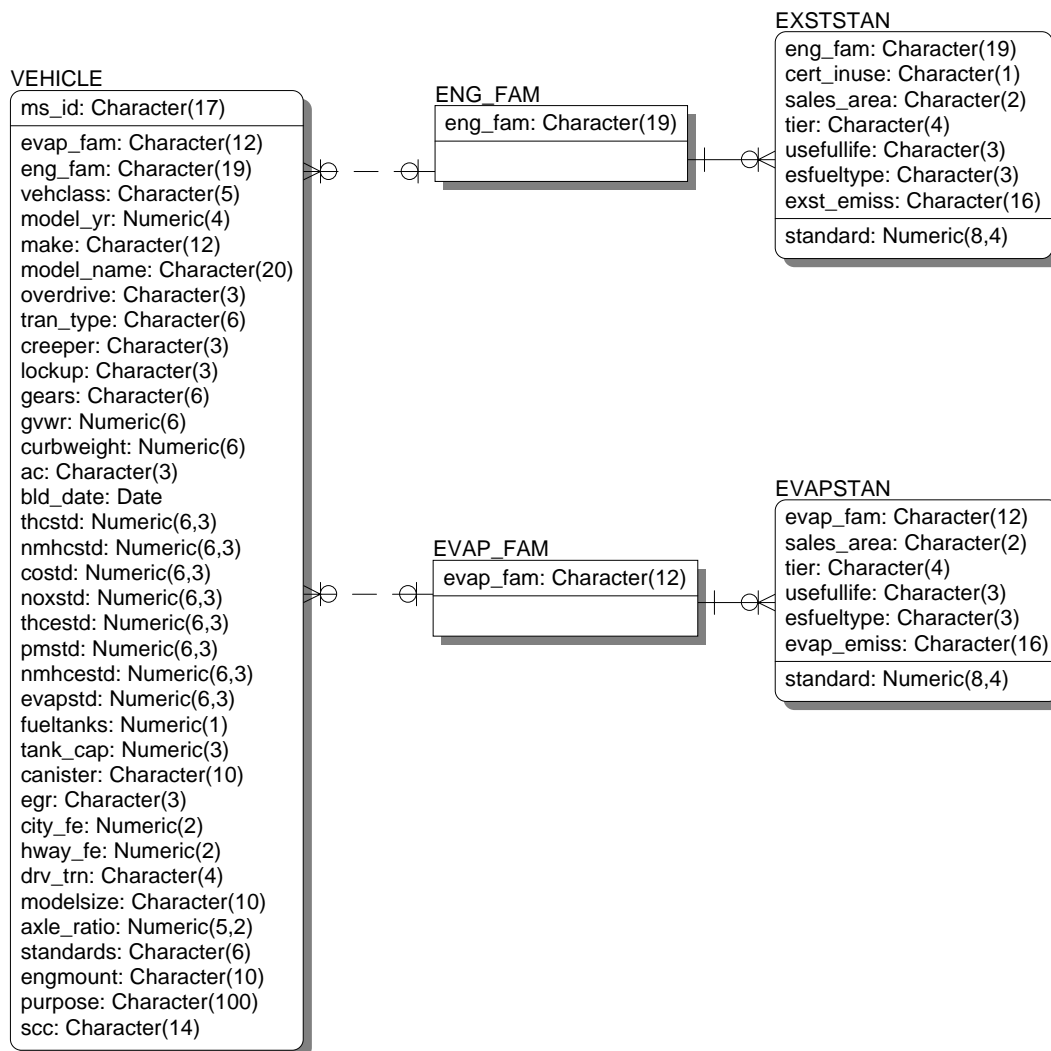 VEHICLE
ms_id: Character(17)
evap_fam: Character(12)
eng_fam: Character(19)
vehclass: Character(5)
model_yr: Numeric(4)
make: Character(12)
model_name: Character(20)
overdrive: Character(3)
tran_type: Character(6)
creeper: Character(3)
lockup: Character(3)
gears: Character(6)
gvwr: Numeric(6)
curbweight: Numeric(6)
ac: Character(3)
bld_date: Date
thcstd: Numeric(6,3)
nmhcstd: Numeric(6,3)
costd: Numeric(6,3)
noxstd: Numeric(6,3)
thcestd: Numeric(6,3)
pmstd: Numeric(6,3)
nmhcestd: Numeric(6,3)
evapstd: Numeric(6,3)
fueltanks: Numeric(1)
tank_cap: Numeric(3)
canister: Character(10)
egr: Character(3)
city_fe: Numeric(2)
hway_fe: Numeric(2)
drv_trn: Character(4)
modelsize: Character(10)
axle_ratio: Numeric(5,2)
standards: Character(6)
engmount: Character(10)
purpose: Character(100)
scc: Character(14)
ENG_FAM
eng_fam: Character(19)
EXSTSTAN
eng_fam: Character(19)
cert_inuse: Character(1)
sales_area: Character(2)
tier: Character(4)
usefullife: Character(3)
esfueltype: Character(3)
exst_emiss: Character(16)
standard: Numeric(8,4)
EVAP_FAM
evap_fam: Character(12)
EVAPSTAN
evap_fam: Character(12)
sales_area: Character(2)
tier: Character(4)
usefullife: Character(3)
esfueltype: Character(3)
evap_emiss: Character(16)
standard: Numeric(8,4)